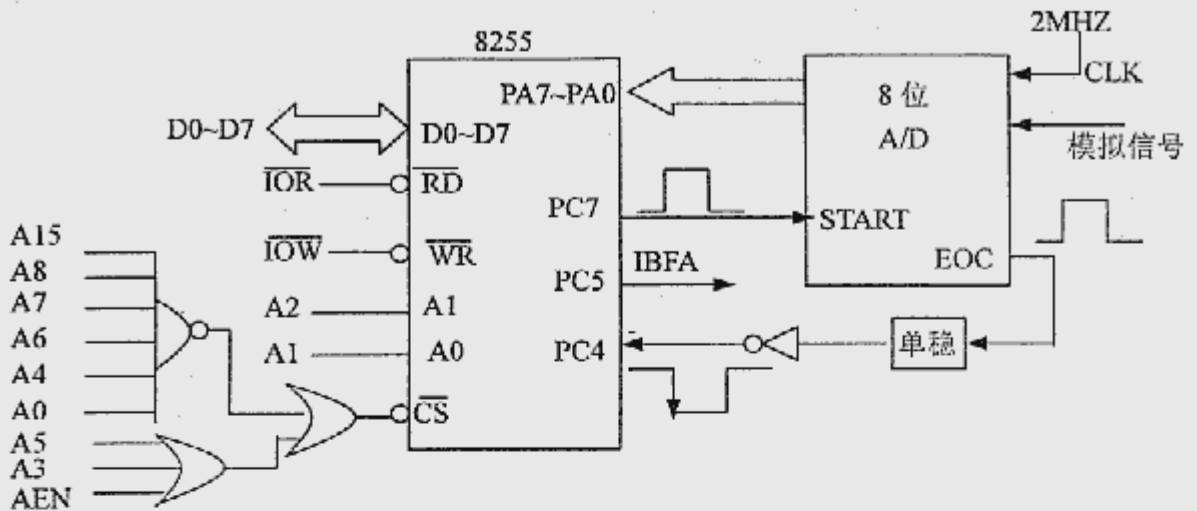 8255
2MHZ
PA7~PA0
8 位
CLK
D0~D7
D0~D7
A/D
模拟信号
IOR
RD
PC7
START
A15
IOW
WR
IBFA
EOC
A8
PC5
A7
A2
A1
A6
A1
A0
PC4
单稳
A4
A0
CS
A5
A3
AEN